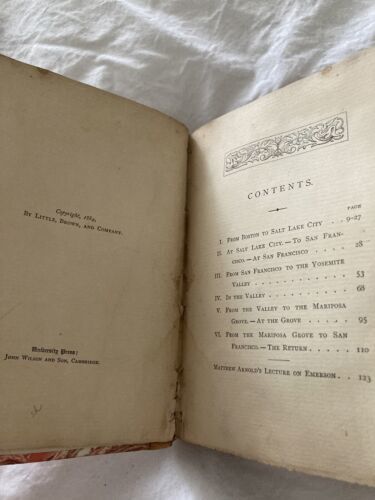 Copyright, 1884,
By Little, Brown, and Company.
University Press:
John Wilson and Son, Cambridge.
CONTENTS.
PAGE
I. From Boston to Salt Lake City . . 9-27
II. At Salt Lake City.—To San Fran-
cisco.—At San Francisco . . . . . 28
III. From San Francisco to the Yosemite
Valley . . . . . . . . . . . 53
IV. In the Valley . . . . . . . . . 68
V. From the Valley to the Mariposa
Grove.—At the Grove . . . . . 95
VI. From the Mariposa Grove to San
Francisco.—The Return . . . . . 110
Matthew Arnold's Lecture on Emerson . . 123